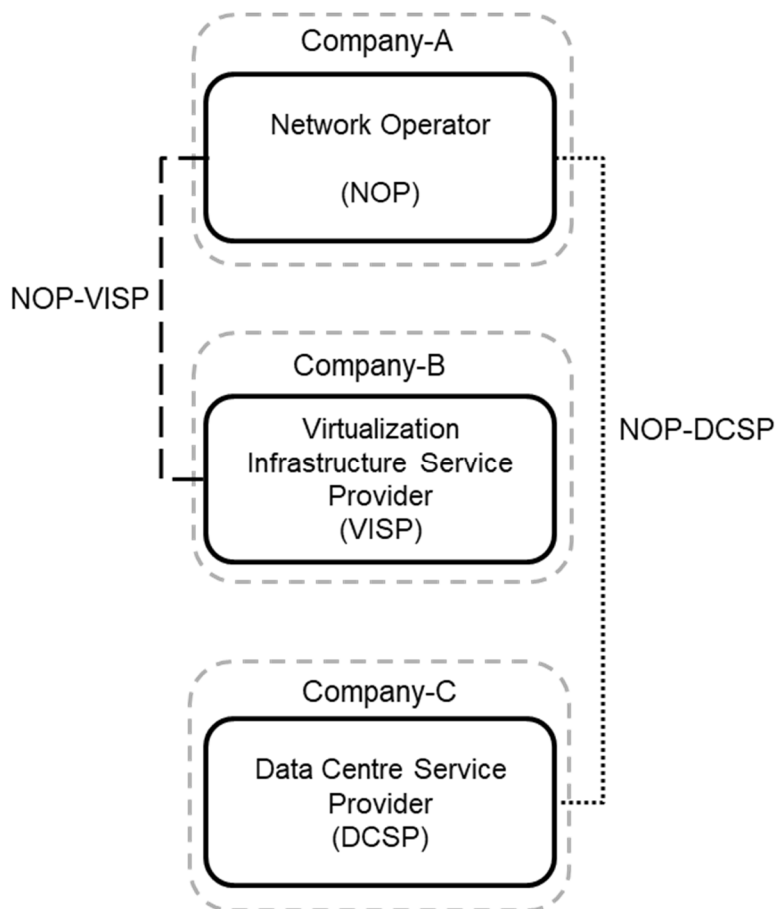 Company-A
Network Operator
(NOP)
NOP-VISP
Company-B
Virtualization
Infrastructure Service
Provider
(VISP)
NOP-DCSP
Company-C
Data Centre Service
Provider
(DCSP)